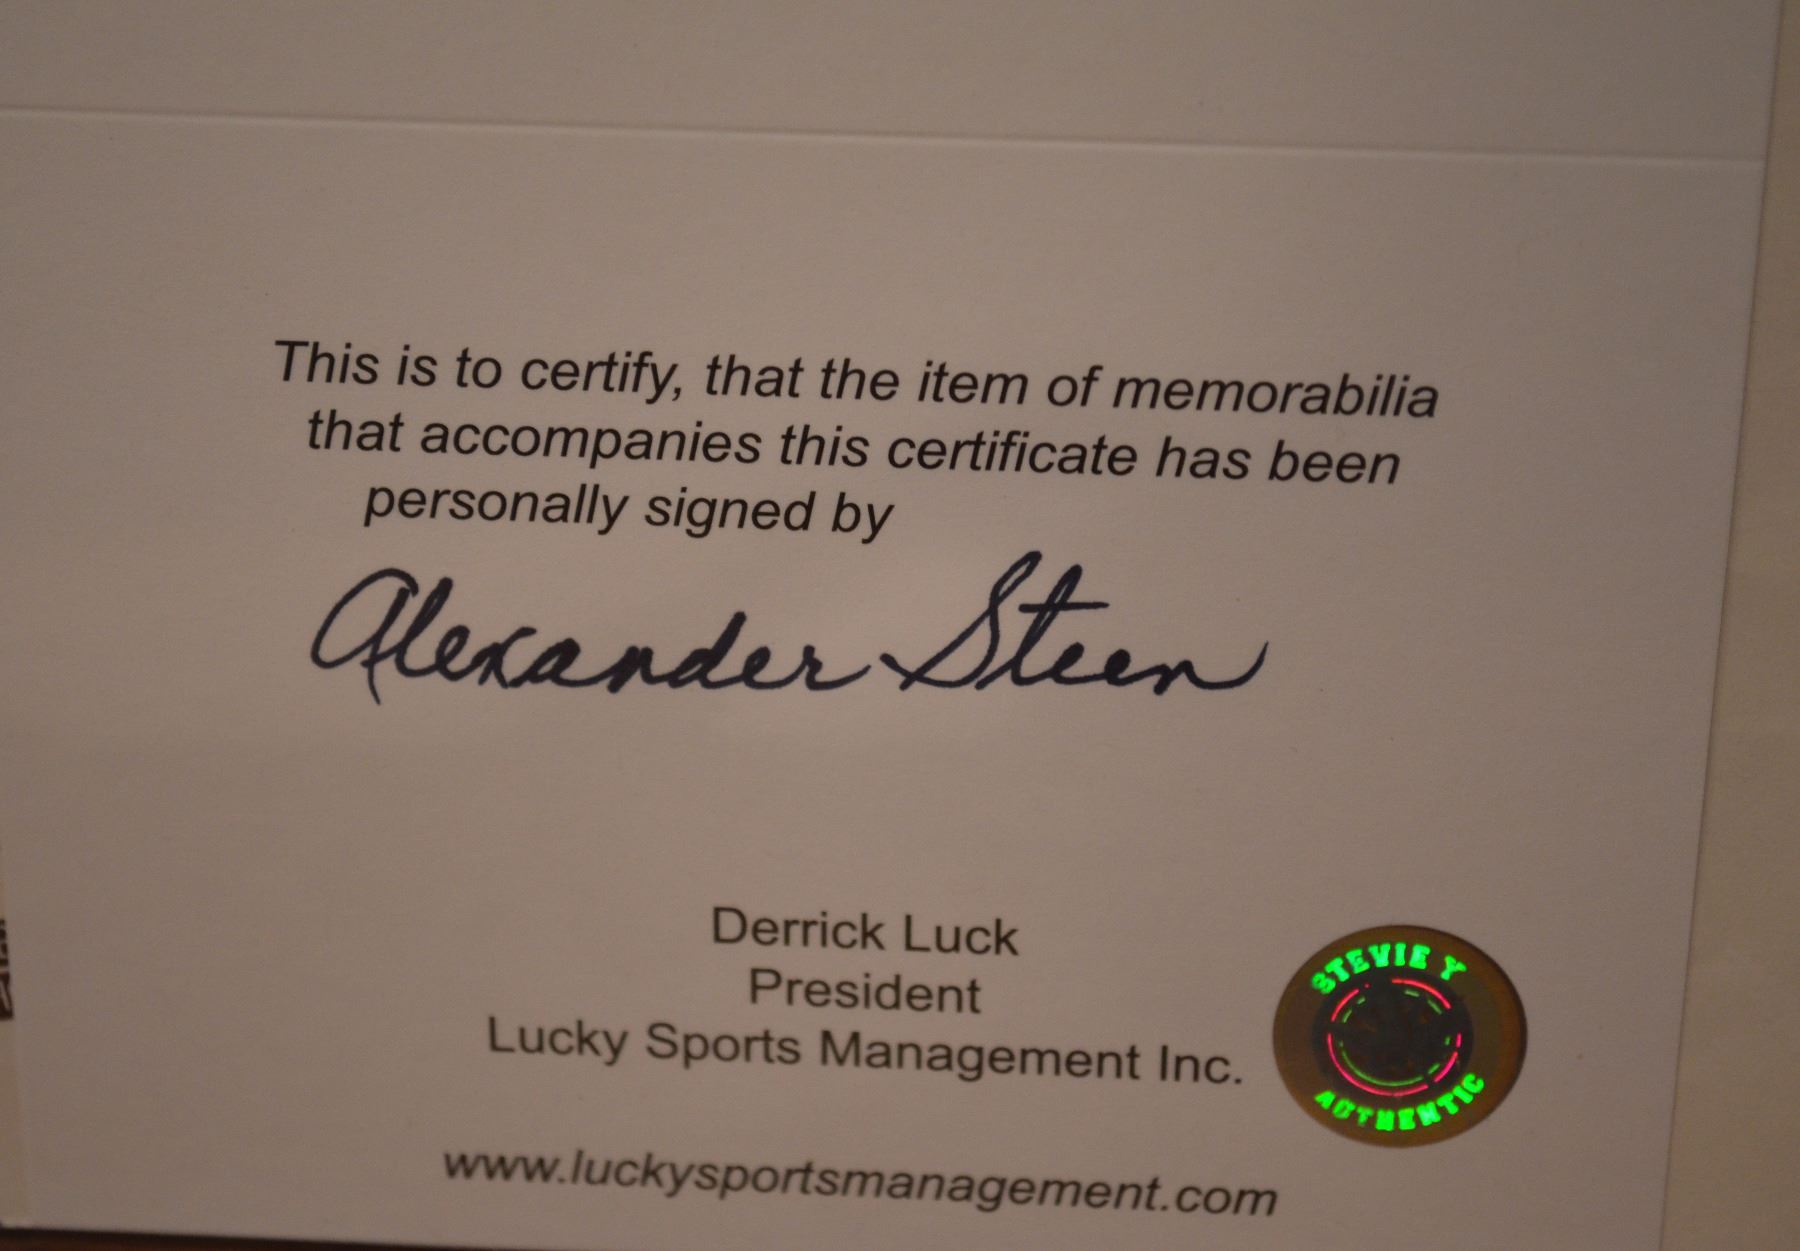 This is to certify, that the item of memorabilia
that accompanies this certificate has been
personally signed by
Alexander Steen
Derrick Luck
President
Lucky Sports Management Inc.
STEVIE Y
AUTHENTIC
www.luckysportsmanagement.com